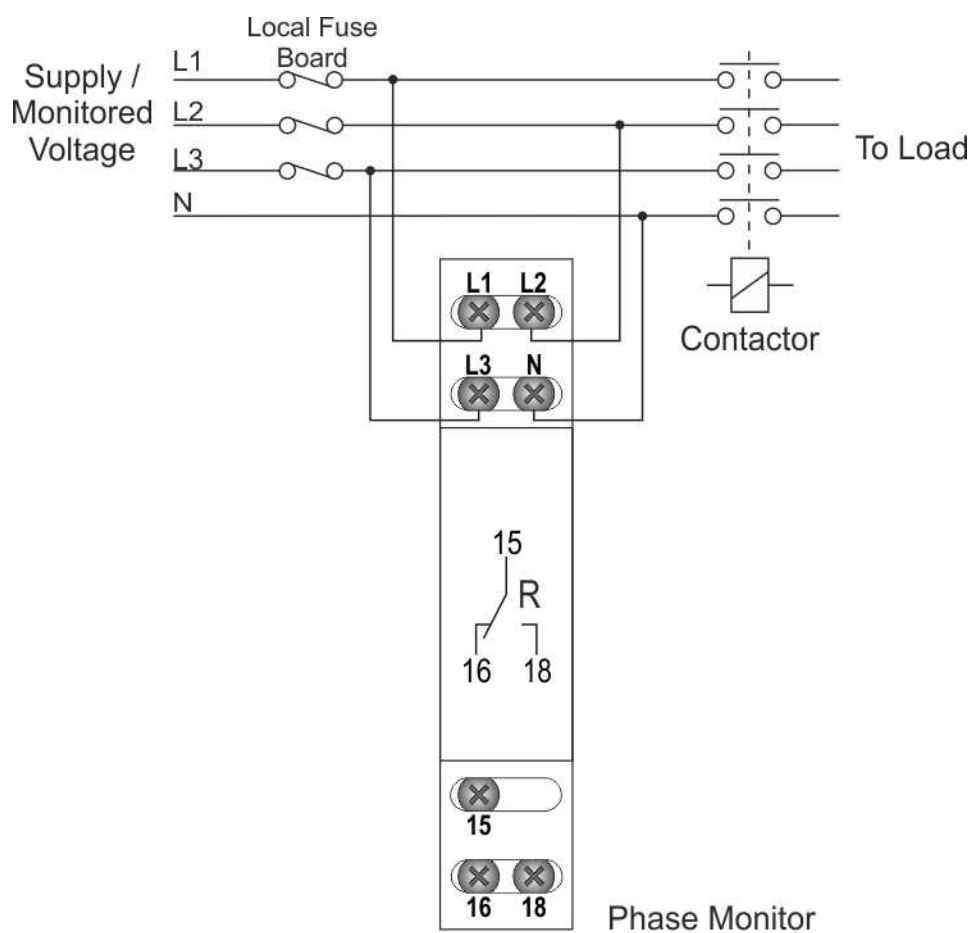 Local Fuse
Board
Supply /
Monitored
Voltage
L1
L2
L3
N
To Load
Contactor
L1 L2
L3 N
15
R
16 18
15
16 18
Phase Monitor